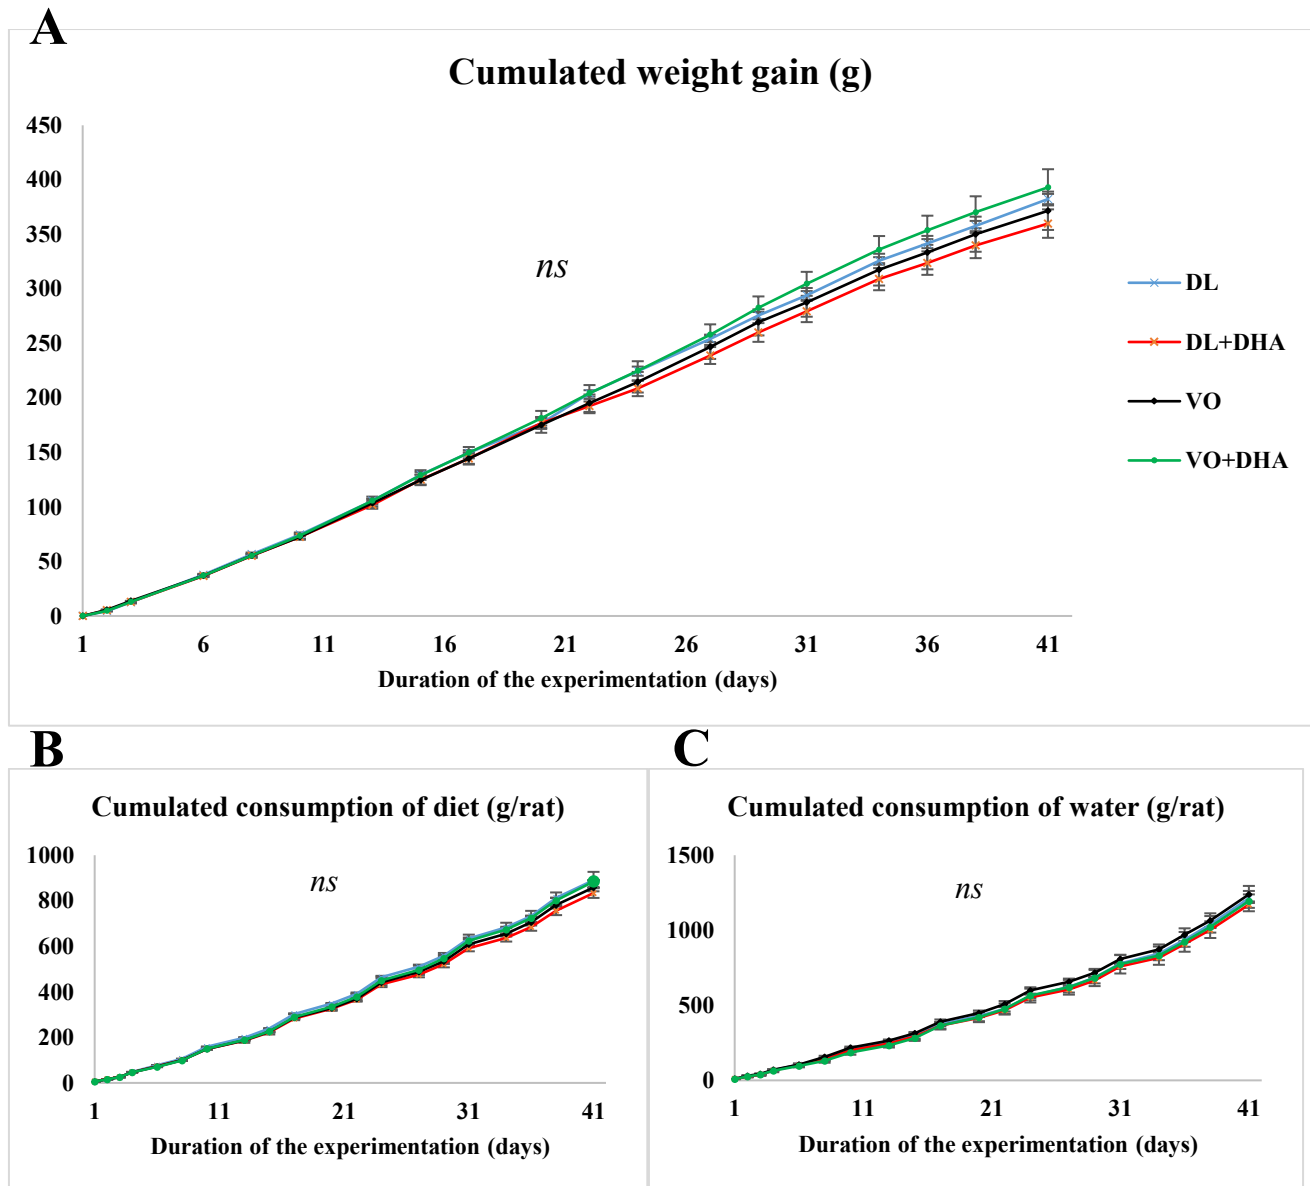 A
Cumulated weight gain (g)
450
400
350
300
250
200
150
100
50
0
ns
1 6 11 16 21 26 31 36 41
Duration of the experimentation (days)
DL
DL+DHA
VO
VO+DHA
B
Cumulated consumption of diet (g/rat)
1000
800
600
400
200
0
ns
1 11 21 31 41
Duration of the experimentation (days)
C
Cumulated consumption of water (g/rat)
1500
1000
500
0
ns
1 11 21 31 41
Duration of the experimentation (days)